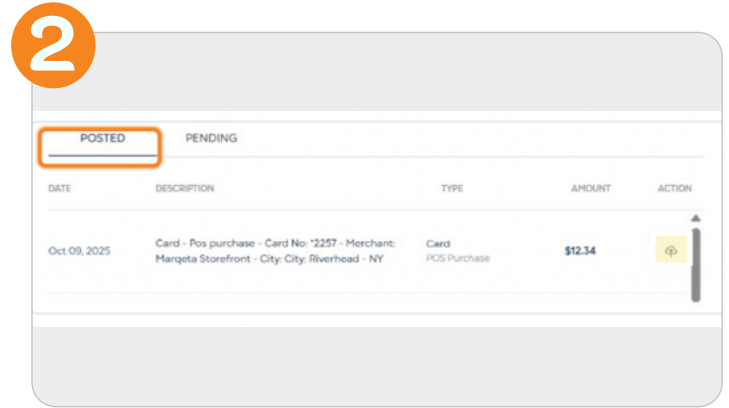 2
POSTED PENDING
DATE DESCRIPTION TYPE AMOUNT ACTION
Oct 09, 2025 Card - Pos purchase - Card No: *2257 - Merchant: Card $12.34
Marqeta Storefront - City: City: Riverhead - NY POS Purchase